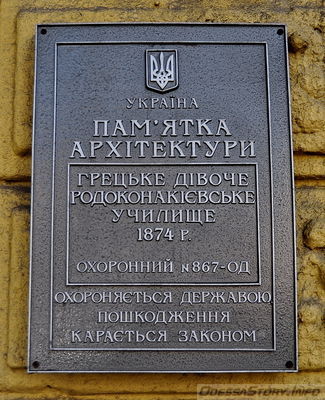 УКРАЇНА
ПАМ'ЯТКА
АРХІТЕКТУРИ
ГРЕЦЬКЕ ДІВОЧЕ
РОДОКОНАКІЄВСЬКЕ
УЧИЛИЩЕ
1874 Р.
ОХОРОННИЙ №867-ОД
ОХОРОНЯЄТЬСЯ ДЕРЖАВОЮ,
ПОШКОДЖЕННЯ
КАРАЄТЬСЯ ЗАКОНОМ
OdessaStory.Info